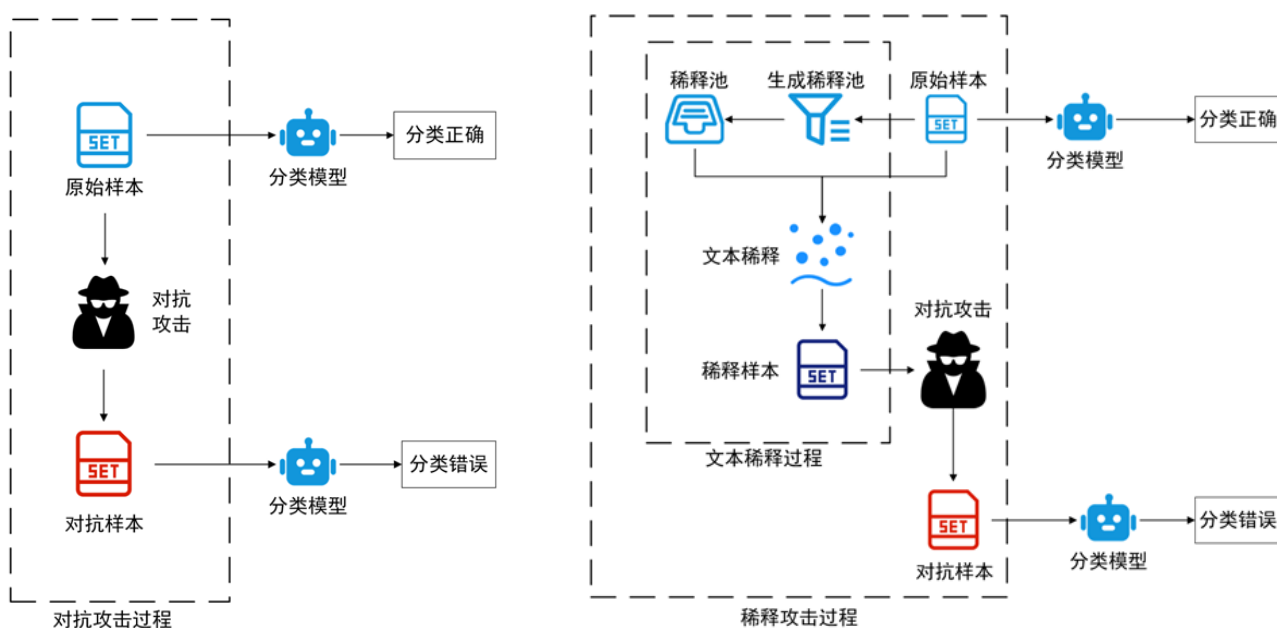 SET
原始样本
分类模型
分类正确
对抗
攻击
SET
对抗样本
分类模型
分类错误
对抗攻击过程
稀释池
生成稀释池
原始样本
SET
分类模型
分类正确
文本稀释
稀释样本
SET
文本稀释过程
对抗攻击
SET
对抗样本
分类模型
分类错误
稀释攻击过程